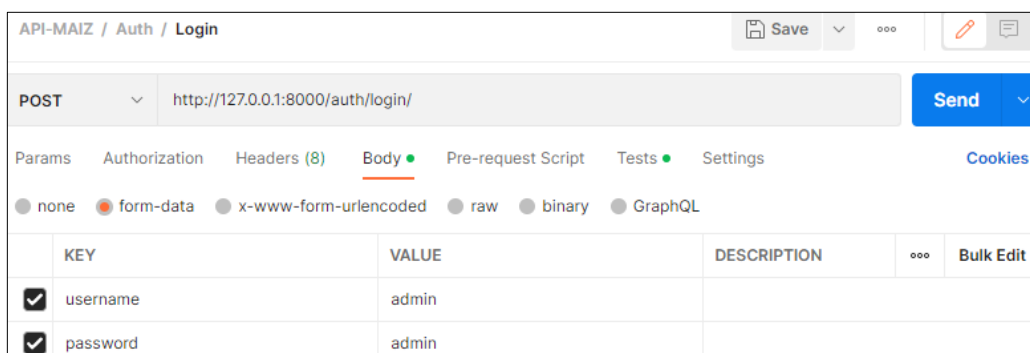 API-MAIZ / Auth / Login Save ooo
POST http://127.0.0.1:8000/auth/login/ Send
Params Authorization Headers (8) Body Pre-request Script Tests Settings Cookies
none form-data x-www-form-urlencoded raw binary GraphQL
KEY VALUE DESCRIPTION ooo Bulk Edit
username admin
password admin